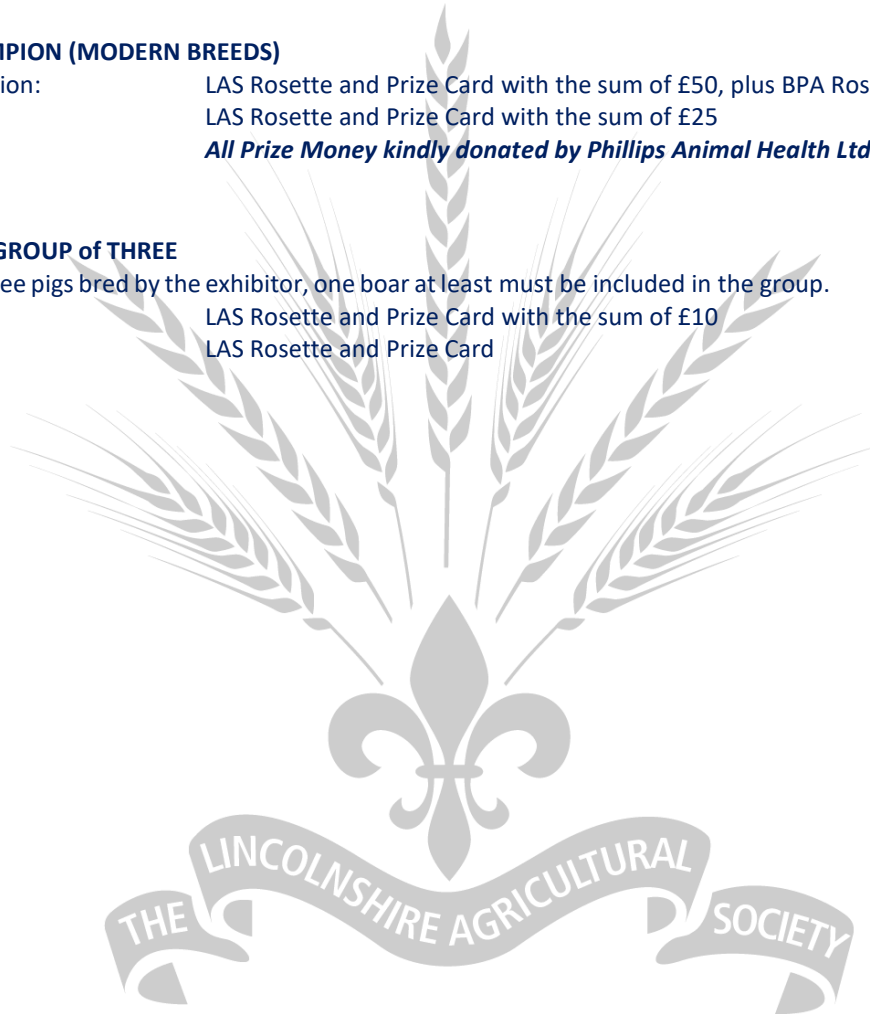 MPION (MODERN BREEDS)
ion: LAS Rosette and Prize Card with the sum of £50, plus BPA Ros
LAS Rosette and Prize Card with the sum of £25
All Prize Money kindly donated by Phillips Animal Health Ltd
GROUP of THREE
ee pigs bred by the exhibitor, one boar at least must be included in the group.
LAS Rosette and Prize Card with the sum of £10
LAS Rosette and Prize Card
THE LINCOLNSHIRE AGRICULTURAL SOCIETY